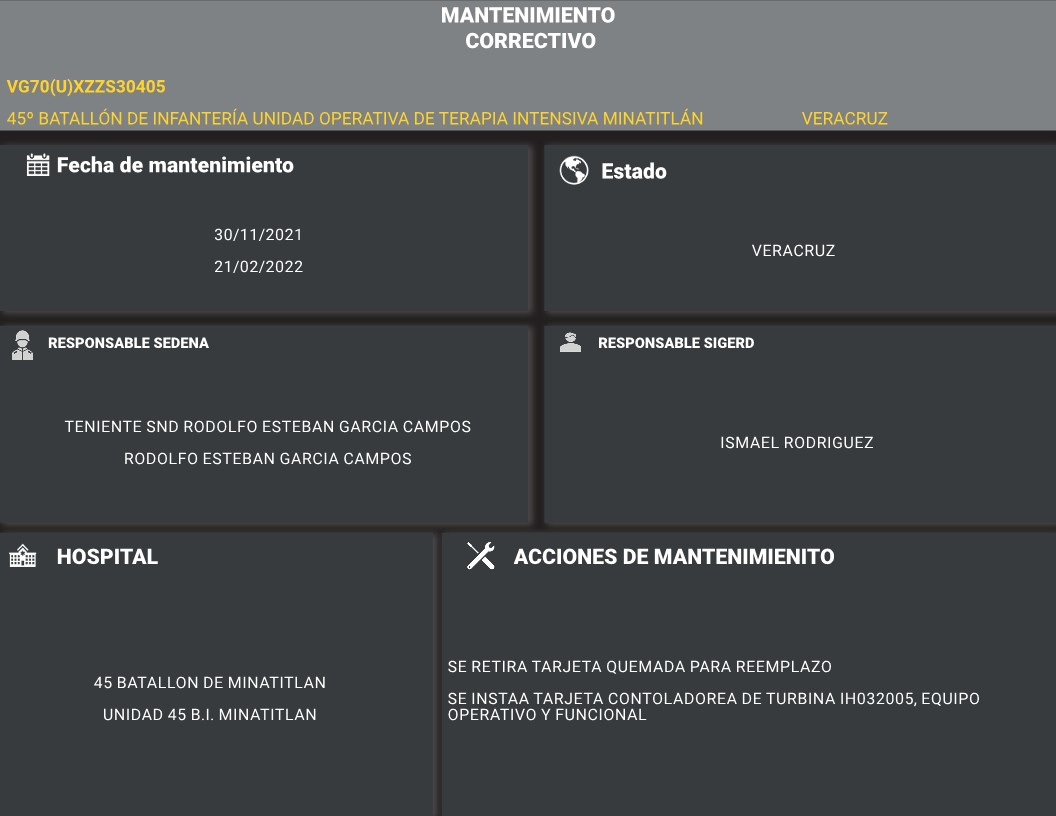 MANTENIMIENTO
CORRECTIVO
VG70(U)XZZS30405
45º BATALLÓN DE INFANTERÍA UNIDAD OPERATIVA DE TERAPIA INTENSIVA MINATITLÁN VERACRUZ
Fecha de mantenimiento
30/11/2021
21/02/2022
Estado
VERACRUZ
RESPONSABLE SEDENA
TENIENTE SND RODOLFO ESTEBAN GARCIA CAMPOS
RODOLFO ESTEBAN GARCIA CAMPOS
RESPONSABLE SIGERD
ISMAEL RODRIGUEZ
HOSPITAL
45 BATALLON DE MINATITLAN
UNIDAD 45 B.I. MINATITLAN
ACCIONES DE MANTENIMIENITO
SE RETIRA TARJETA QUEMADA PARA REEMPLAZO
SE INSTAA TARJETA CONTOLADOREA DE TURBINA IH032005, EQUIPO
OPERATIVO Y FUNCIONAL